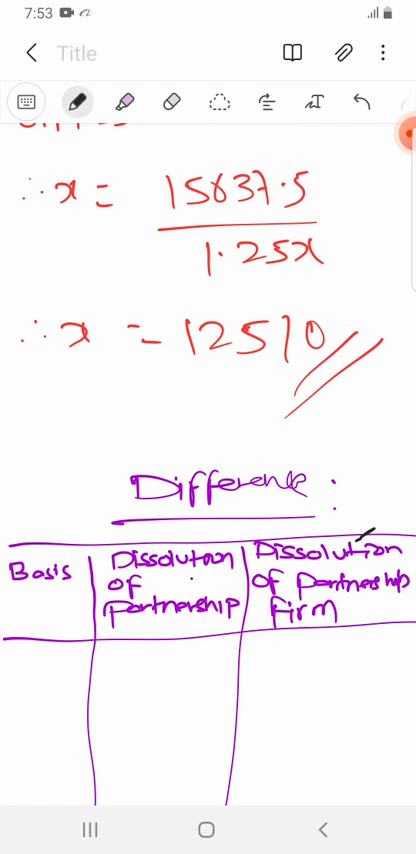 7:53
Title
∴x = 15637.5
1.25x
∴x = 12510
Difference :
Basis
Dissolution
of
partnership
Dissolution
of partnership
firm